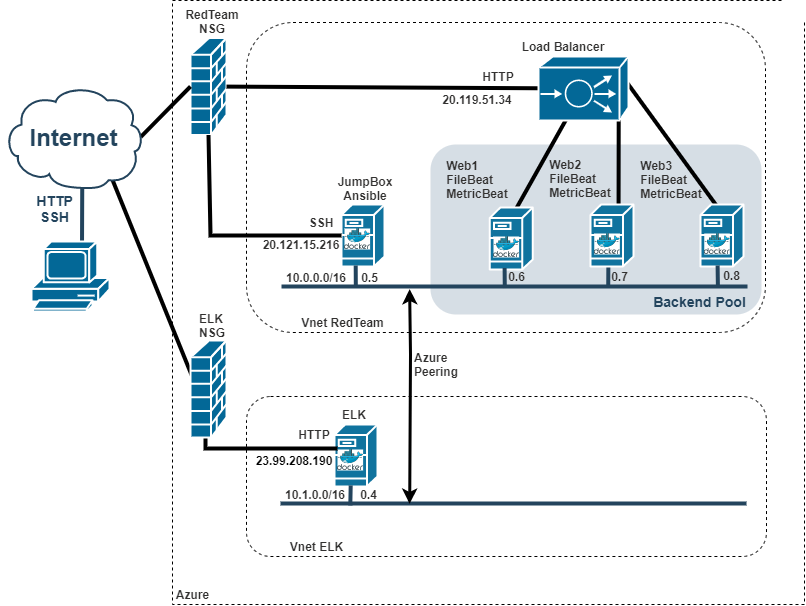 RedTeam
NSG
Load Balancer
HTTP
20.119.51.34
Internet
HTTP
SSH
JumpBox
Ansible
SSH
20.121.15.216
docker
10.0.0.0/16
0.5
Web1
FileBeat
MetricBeat
Web2
FileBeat
MetricBeat
Web3
FileBeat
MetricBeat
docker
docker
docker
0.6
0.7
0.8
Backend Pool
Vnet RedTeam
Azure
Peering
ELK
NSG
ELK
HTTP
23.99.208.190
docker
10.1.0.0/16
0.4
Vnet ELK
Azure